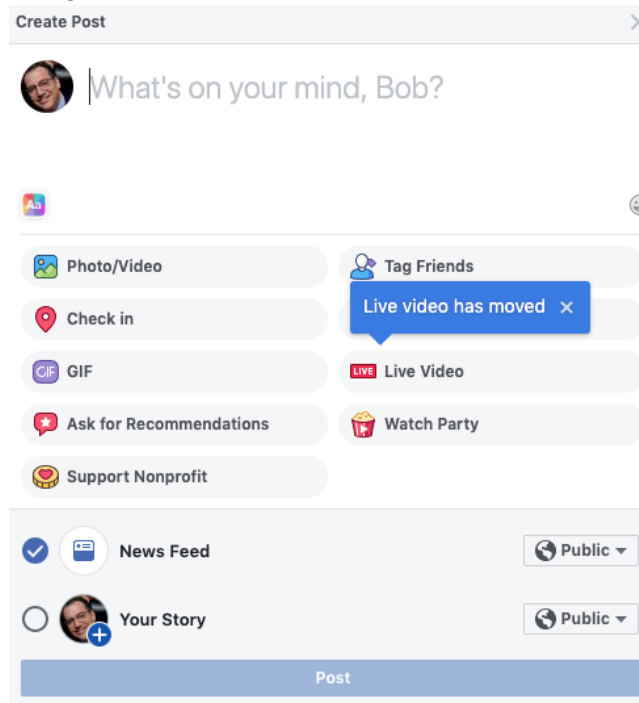 Create Post
What's on your mind, Bob?
Aa
Photo/Video
Tag Friends
Live video has moved
Check in
GIF GIF
LIVE Live Video
Ask for Recommendations
Watch Party
Support Nonprofit
News Feed
Public
Your Story
Public
Post